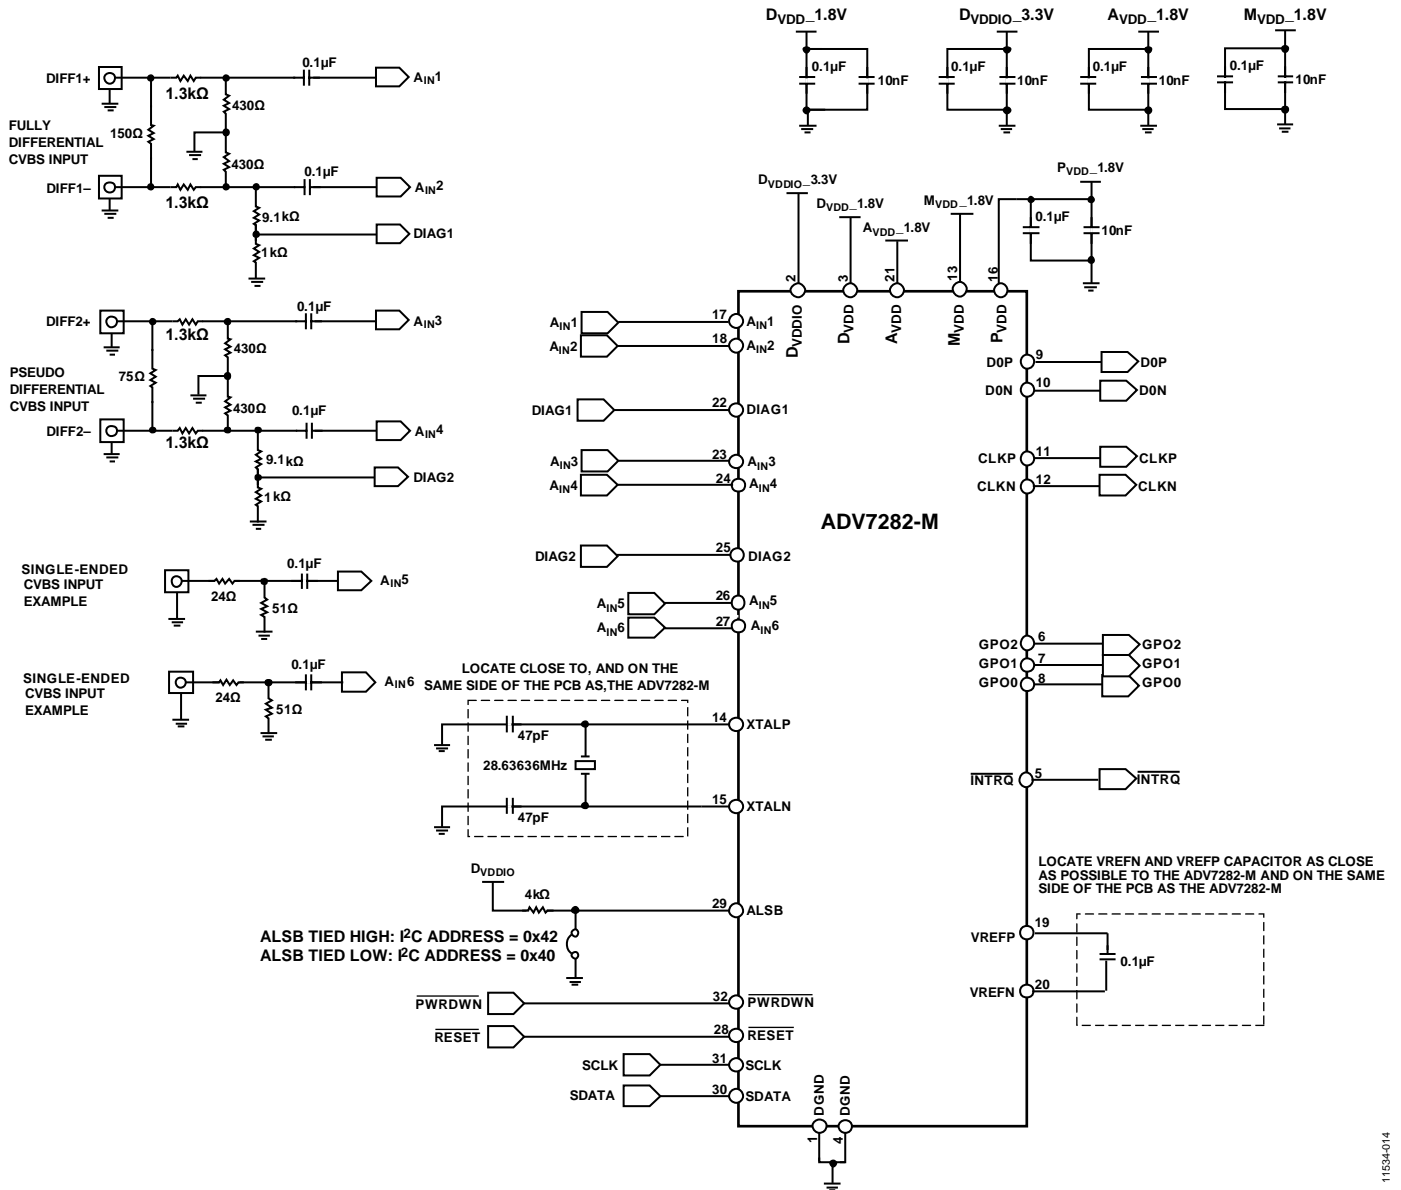 DVDD_1.8V
0.1µF
10nF
DVDDIO_3.3V
0.1µF
10nF
AVDD_1.8V
0.1µF
10nF
MVDD_1.8V
0.1µF
10nF
FULLY
DIFFERENTIAL
CVBS INPUT
DIFF1+
1.3kΩ
0.1µF
AIN1
150Ω
430Ω
430Ω
DIFF1–
1.3kΩ
0.1µF
AIN2
9.1kΩ
DIAG1
1kΩ
PSEUDO
DIFFERENTIAL
CVBS INPUT
DIFF2+
1.3kΩ
0.1µF
AIN3
75Ω
430Ω
430Ω
DIFF2–
1.3kΩ
0.1µF
AIN4
9.1kΩ
DIAG2
1kΩ
SINGLE-ENDED
CVBS INPUT
EXAMPLE
24Ω
51Ω
0.1µF
AIN5
SINGLE-ENDED
CVBS INPUT
EXAMPLE
24Ω
51Ω
0.1µF
AIN6
DVDDIO_3.3V
DVDD_1.8V
AVDD_1.8V
MVDD_1.8V
PVDD_1.8V
0.1µF
10nF
2
3
21
13
16
DVDDIO
DVDD
AVDD
MVDD
PVDD
AIN1
17
AIN1
AIN2
18
AIN2
DIAG1
22
DIAG1
AIN3
23
AIN3
AIN4
24
AIN4
DIAG2
25
DIAG2
AIN5
26
AIN5
AIN6
27
AIN6
ADV7282-M
D0P
9
D0P
D0N
10
D0N
CLKP
11
CLKP
CLKN
12
CLKN
GPO2
6
GPO2
GPO1
7
GPO1
GPO0
8
GPO0
INTRQ
5
INTRQ
LOCATE CLOSE TO, AND ON THE
SAME SIDE OF THE PCB AS,THE ADV7282-M
47pF
14
XTALP
28.63636MHz
47pF
15
XTALN
DVDDIO
4kΩ
29
ALSB
ALSB TIED HIGH: I2C ADDRESS = 0x42
ALSB TIED LOW: I2C ADDRESS = 0x40
PWRDWN
32
PWRDWN
RESET
28
RESET
SCLK
31
SCLK
SDATA
30
SDATA
LOCATE VREFN AND VREFP CAPACITOR AS CLOSE
AS POSSIBLE TO THE ADV7282-M AND ON THE SAME
SIDE OF THE PCB AS THE ADV7282-M
VREFP
19
0.1µF
VREFN
20
DGND
DGND
1
4
11534-014